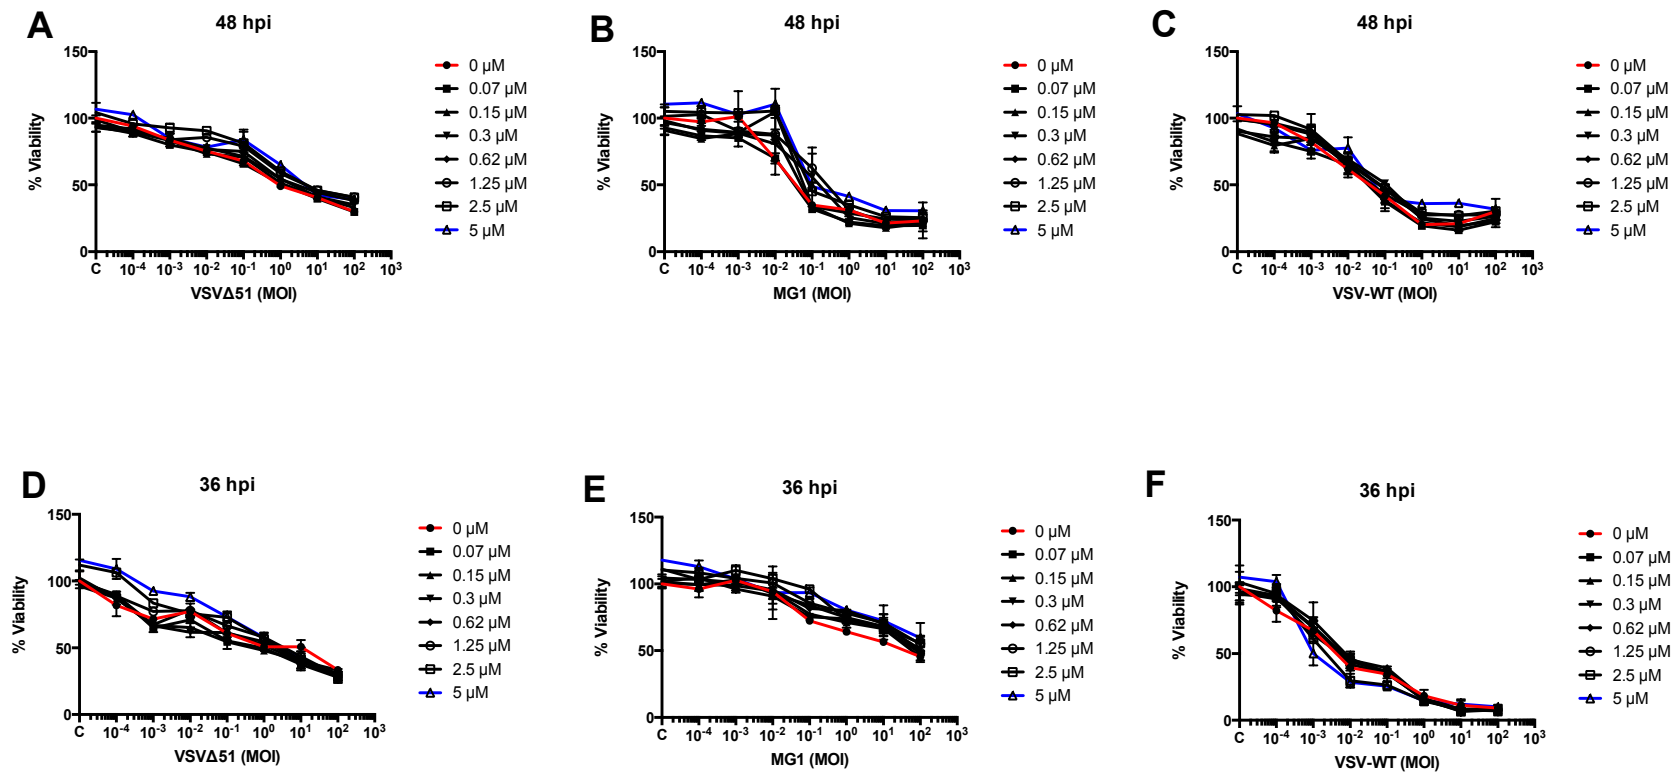 A
48 hpi
% Viability
150
100
50
0
C 10⁻⁴ 10⁻³ 10⁻² 10⁻¹ 10⁰ 10¹ 10² 10³
VSVΔ51 (MOI)
0 µM
0.07 µM
0.15 µM
0.3 µM
0.62 µM
1.25 µM
2.5 µM
5 µM
B
48 hpi
% Viability
150
100
50
0
C 10⁻⁴ 10⁻³ 10⁻² 10⁻¹ 10⁰ 10¹ 10² 10³
MG1 (MOI)
0 µM
0.07 µM
0.15 µM
0.3 µM
0.62 µM
1.25 µM
2.5 µM
5 µM
C
48 hpi
% Viability
150
100
50
0
C 10⁻⁴ 10⁻³ 10⁻² 10⁻¹ 10⁰ 10¹ 10² 10³
VSV-WT (MOI)
0 µM
0.07 µM
0.15 µM
0.3 µM
0.62 µM
1.25 µM
2.5 µM
5 µM
D
36 hpi
% Viability
150
100
50
0
C 10⁻⁴ 10⁻³ 10⁻² 10⁻¹ 10⁰ 10¹ 10² 10³
VSVΔ51 (MOI)
0 µM
0.07 µM
0.15 µM
0.3 µM
0.62 µM
1.25 µM
2.5 µM
5 µM
E
36 hpi
% Viability
150
100
50
0
C 10⁻⁴ 10⁻³ 10⁻² 10⁻¹ 10⁰ 10¹ 10² 10³
MG1 (MOI)
0 µM
0.07 µM
0.15 µM
0.3 µM
0.62 µM
1.25 µM
2.5 µM
5 µM
F
36 hpi
% Viability
150
100
50
0
C 10⁻⁴ 10⁻³ 10⁻² 10⁻¹ 10⁰ 10¹ 10² 10³
VSV-WT (MOI)
0 µM
0.07 µM
0.15 µM
0.3 µM
0.62 µM
1.25 µM
2.5 µM
5 µM